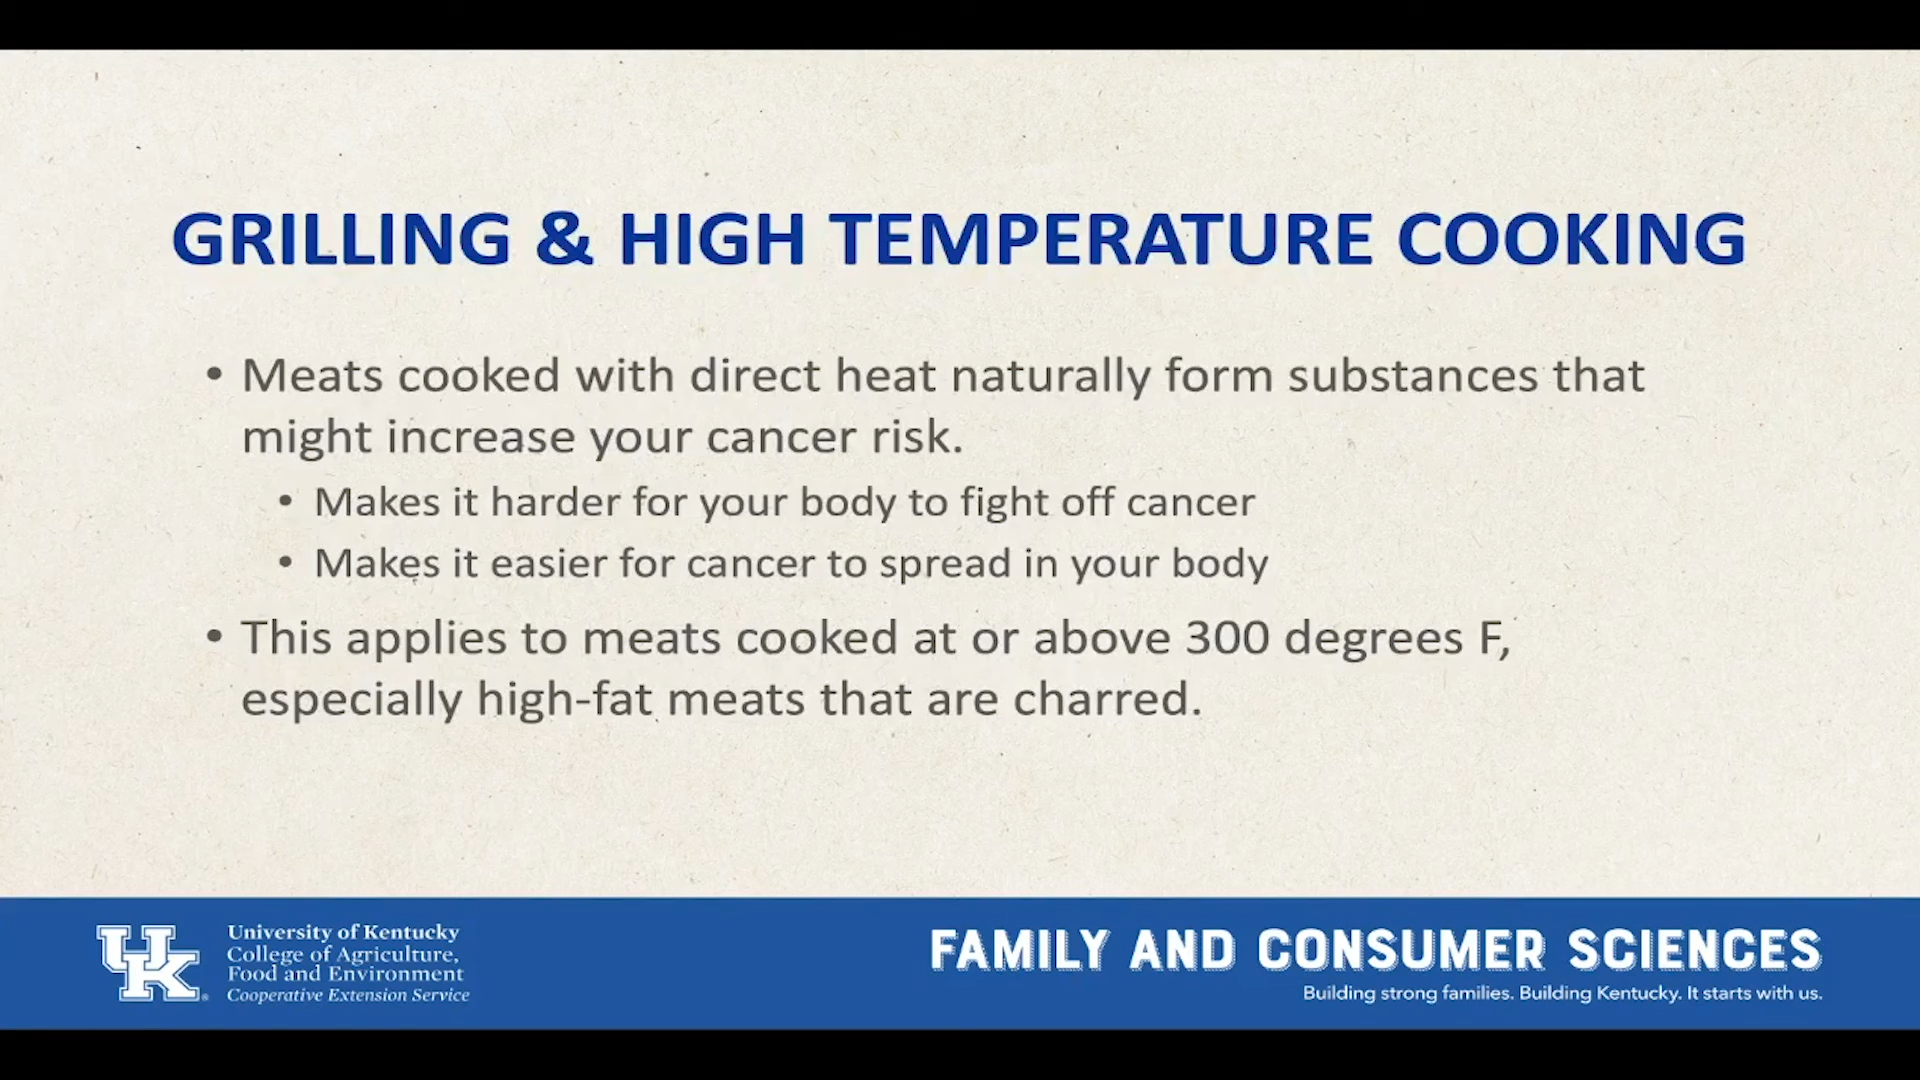 GRILLING & HIGH TEMPERATURE COOKING
• Meats cooked with direct heat naturally form substances that
might increase your cancer risk.
• Makes it harder for your body to fight off cancer
• Makes it easier for cancer to spread in your body
• This applies to meats cooked at or above 300 degrees F,
especially high-fat meats that are charred.
UK®
University of Kentucky
College of Agriculture,
Food and Environment
Cooperative Extension Service
FAMILY AND CONSUMER SCIENCES
Building strong families. Building Kentucky. It starts with us.